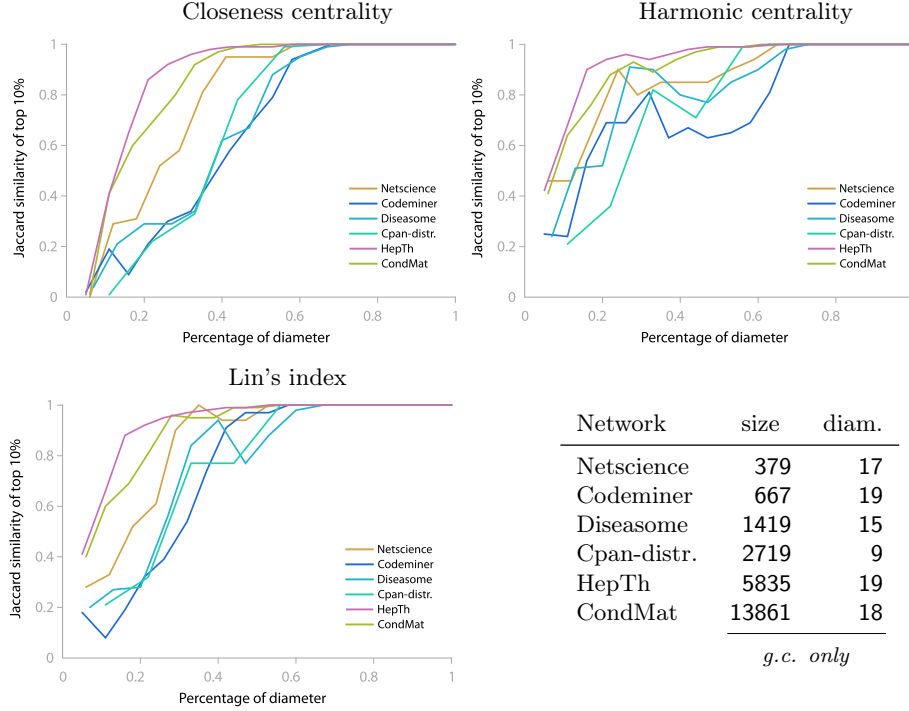 Closeness centrality
Jaccard similarity of top 10%
1
0.8
0.6
0.4
0.2
0
Netscience
Codeminer
Diseasome
Cpan-distr.
HepTh
CondMat
0 0.2 0.4 0.6 0.8 1
Percentage of diameter
Harmonic centrality
Jaccard similarity of top 10%
1
0.8
0.6
0.4
0.2
0
Netscience
Codeminer
Diseasome
Cpan-distr.
HepTh
CondMat
0 0.2 0.4 0.6 0.8
Percentage of diameter
Lin's index
Jaccard similarity of top 10%
1
0.8
0.6
0.4
0.2
0
Netscience
Codeminer
Diseasome
Cpan-distr.
HepTh
CondMat
0 0.2 0.4 0.6 0.8 1
Percentage of diameter
Network size diam.
Netscience 379 17
Codeminer 667 19
Diseasome 1419 15
Cpan-distr. 2719 9
HepTh 5835 19
CondMat 13861 18
g.c. only